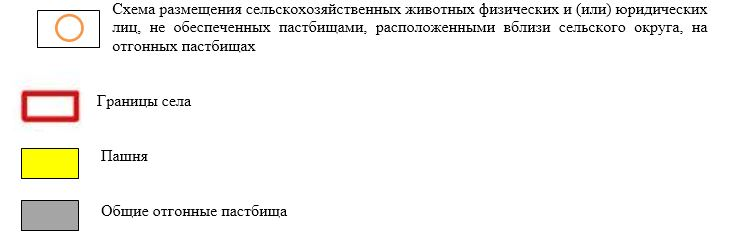 Схема размещения сельскохозяйственных животных физических и (или) юридических
лиц, не обеспеченных пастбищами, расположенными вблизи сельского округа, на
отгонных пастбищах
Границы села
Пашня
Общие отгонные пастбища